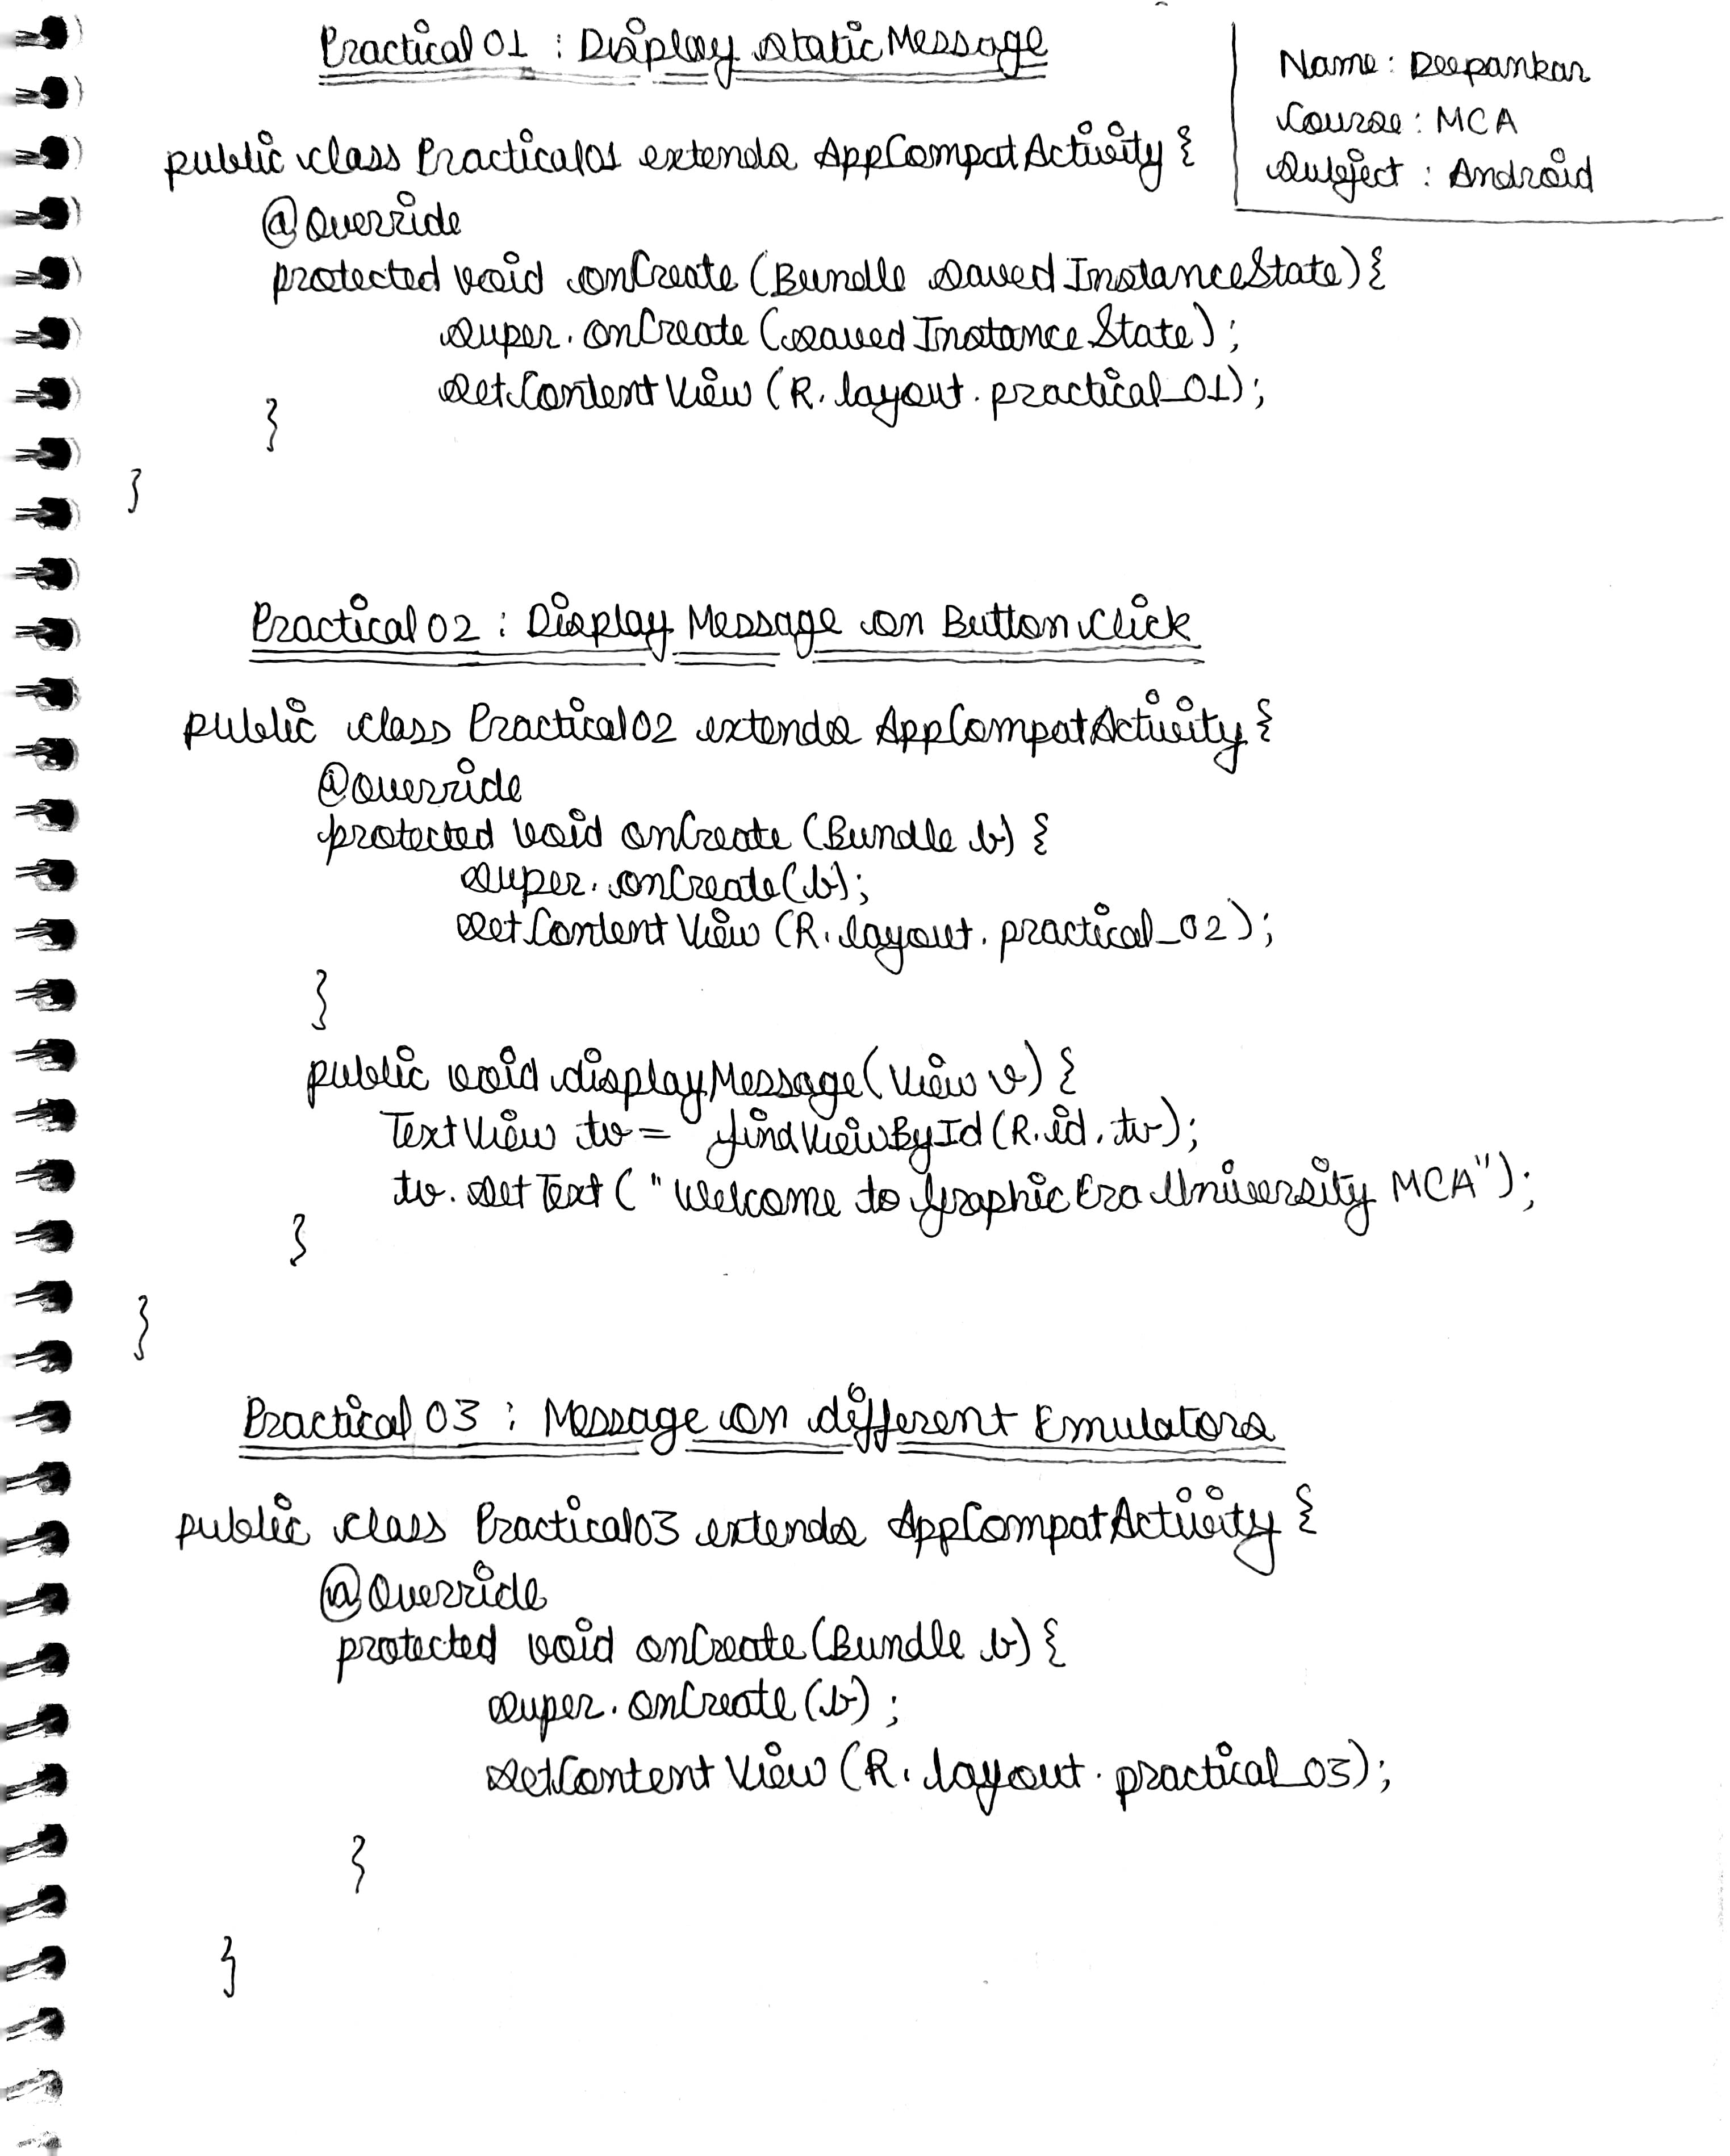 Practical 01 : Display Static Message
Name : Deepankar
Course : MCA
Subject : Android
public class Practical01 extends AppCompatActivity {
@Override
protected void onCreate (Bundle savedInstanceState) {
super. onCreate (savedInstanceState) ;
setContentView (R. layout. practical_01) ;
}
}
Practical 02 : Display Message on Button Click
public class Practical02 extends AppCompatActivity {
@override
protected void onCreate (Bundle b) {
super. onCreate (b) ;
setContentView (R. layout. practical_02) ;
}
public void displayMessage (View v) {
TextView tv = findViewById (R. id. tv) ;
tv. setText ( "Welcome to Graphic Era University MCA") ;
}
}
Practical 03 : Message on different Emulators
public class Practical03 extends AppCompatActivity {
@Override
protected void onCreate (Bundle b) {
super. onCreate (b) ;
setContentView (R. layout. practical_03) ;
}
}